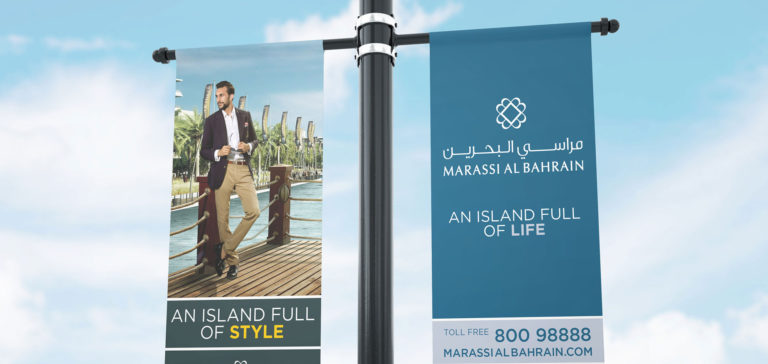 AN ISLAND FULL
OF STYLE
مراسي البحرين
MARASSI AL BAHRAIN
AN ISLAND FULL
OF LIFE
TOLL FREE 800 98888
MARASSIALBAHRAIN.COM